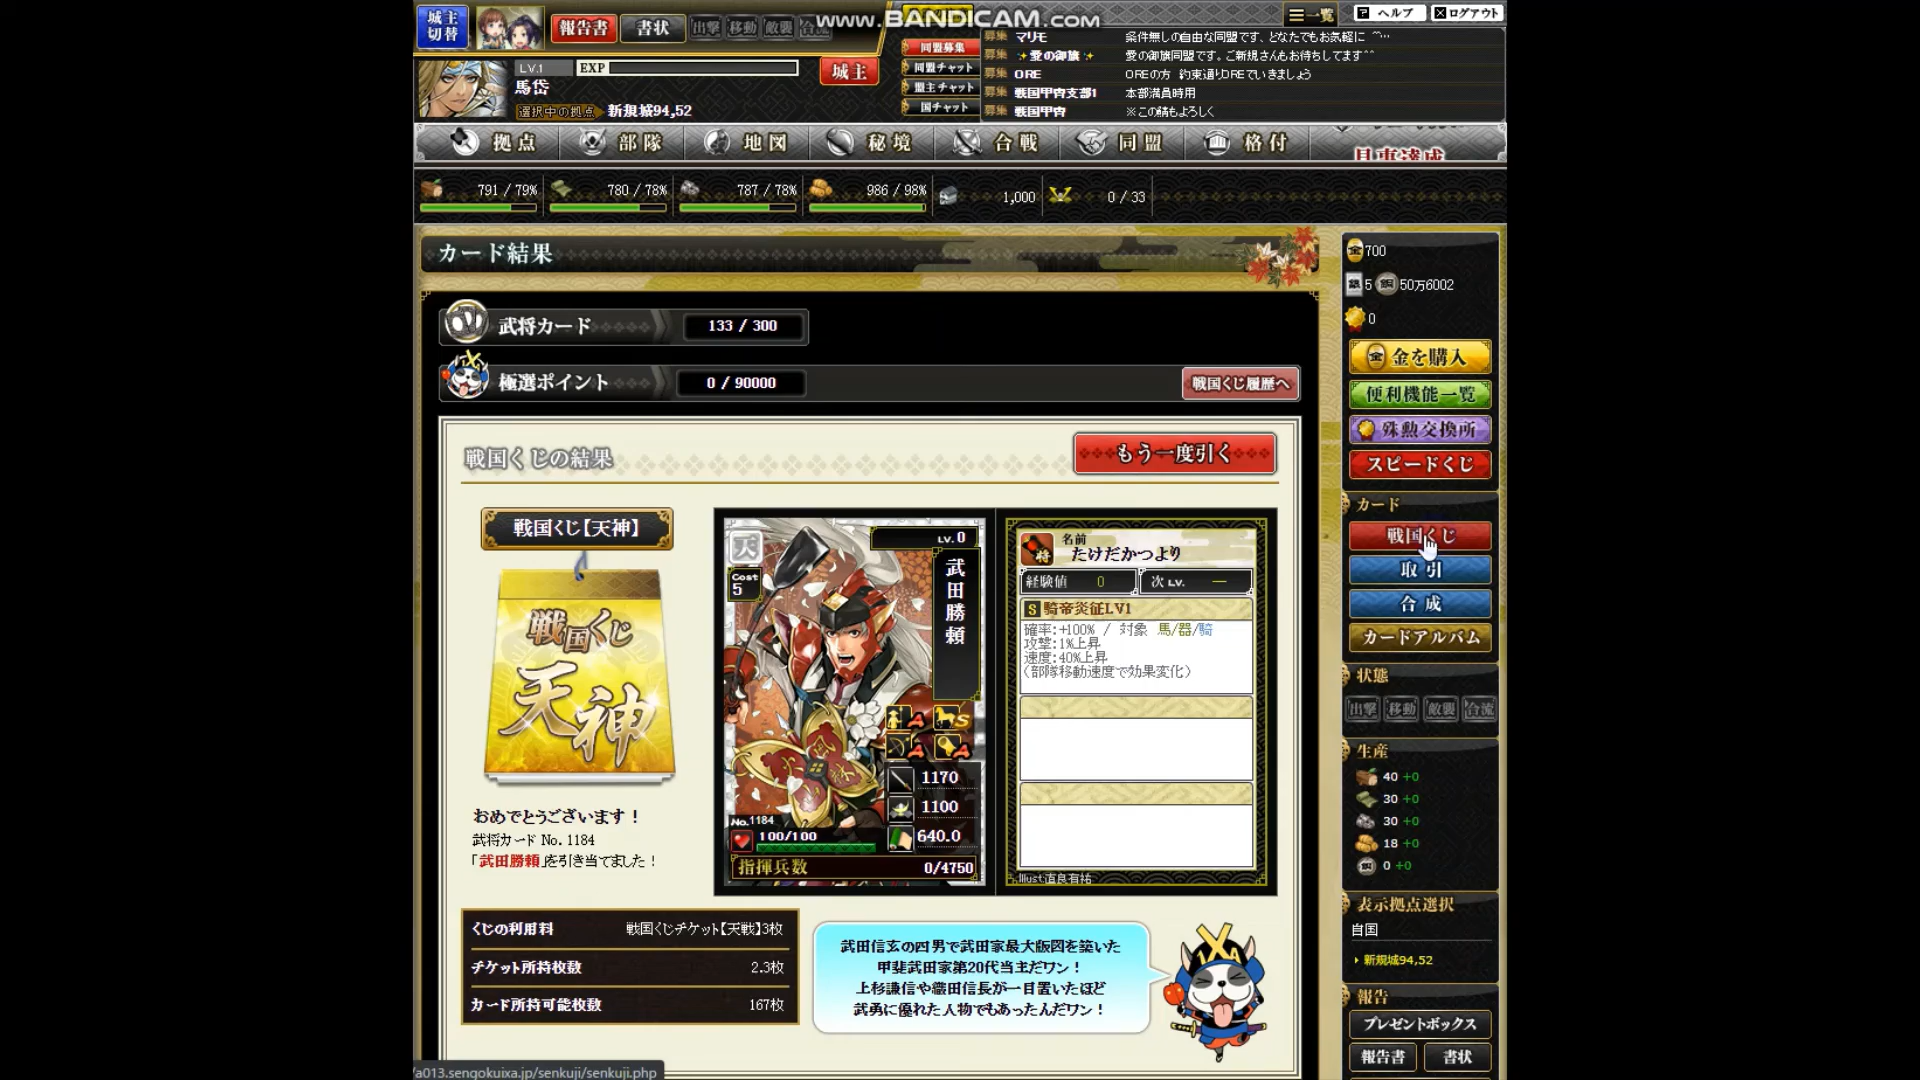 城主切替
報告書
書状
出撃
移動
敵襲
合流
WWW.BANDICAM.COM
一覧
ヘルプ
ログアウト
LV.1
EXP
馬岱
選択中の拠点
新規城94,52
城主
同盟募集
同盟チャット
盟主チャット
国チャット
募集 マリモ 条件無しの自由な同盟です、どなたでもお気軽に
募集 愛の御旗 愛の御旗同盟です。ご新規さんもお待ちしてます^^
募集 ORE OREの方 約束通りOREでいきましょう
募集 戦国甲冑支部1 本部満員時用
募集 戦国甲冑 ※この鯖もよろしく
拠点
部隊
地図
秘境
合戦
同盟
格付
791 / 79%
780 / 78%
787 / 78%
986 / 98%
1,000
0 / 33
カード結果
武将カード
133 / 300
極選ポイント
0 / 90000
戦国くじ履歴へ
戦国くじの結果
もう一度引く
戦国くじ【天神】
戦国くじ
天神
おめでとうございます！
武将カード No. 1184
「武田勝頼」を引き当てました！
天
LV. 0
Cost
5
武田勝頼
A
S
A
A
1170
1100
640.0
No.1184
100/100
指揮兵数
0/4750
将
名前
たけだかつより
経験値 0
次 LV. ―
S 騎帝炎征LV1
確率:+100% / 対象 馬/器/騎
攻撃:1%上昇
速度:40%上昇
（部隊移動速度で効果変化）
Illust:直良有祐
くじの利用料 戦国くじチケット【天戦】3枚
チケット所持枚数 2.3枚
カード所持可能枚数 167枚
武田信玄の四男で武田家最大版図を築いた
甲斐武田家第20代当主だワン！
上杉謙信や織田信長が一目置いたほど
武勇に優れた人物でもあったんだワン！
IXA
金 700
銀 5 銅 50万6002
0
金を購入
便利機能一覧
殊勲交換所
スピードくじ
カード
戦国くじ
取引
合成
カードアルバム
状態
出撃
移動
敵襲
合流
生産
40 +0
30 +0
30 +0
18 +0
銅 0 +0
表示拠点選択
自国
新規城94,52
報告
プレゼントボックス
報告書
書状
a013.sengokuixa.jp/senkuji/senkuji.php